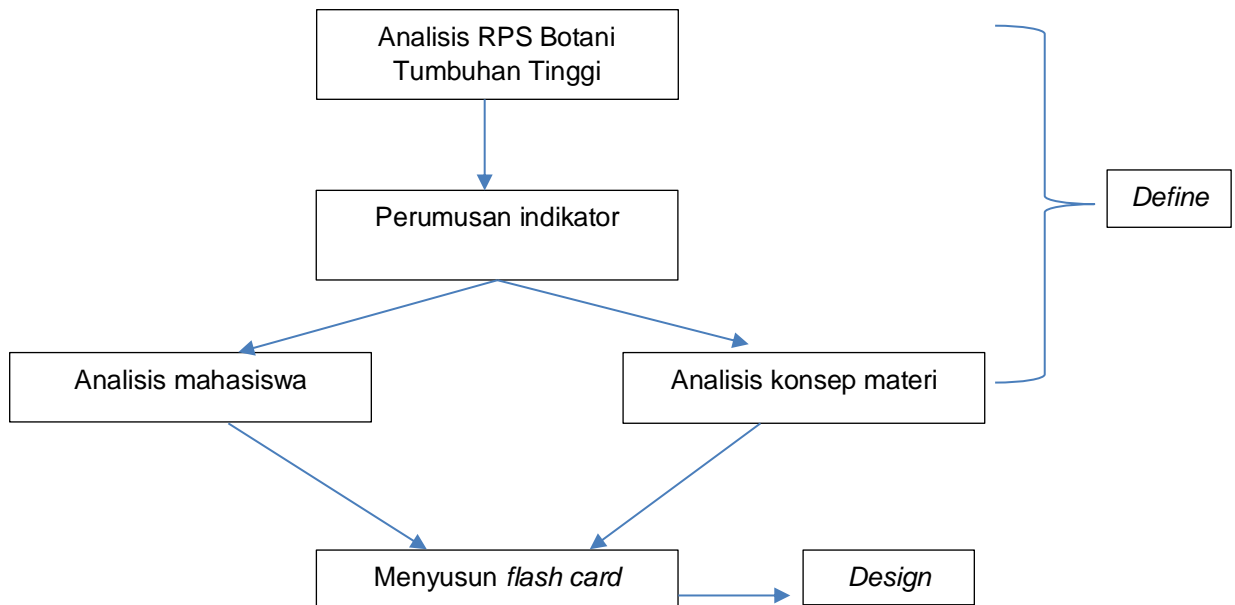 Analisis RPS Botani
Tumbuhan Tinggi
Perumusan indikator
Define
Analisis mahasiswa
Analisis konsep materi
Menyusun flash card
Design